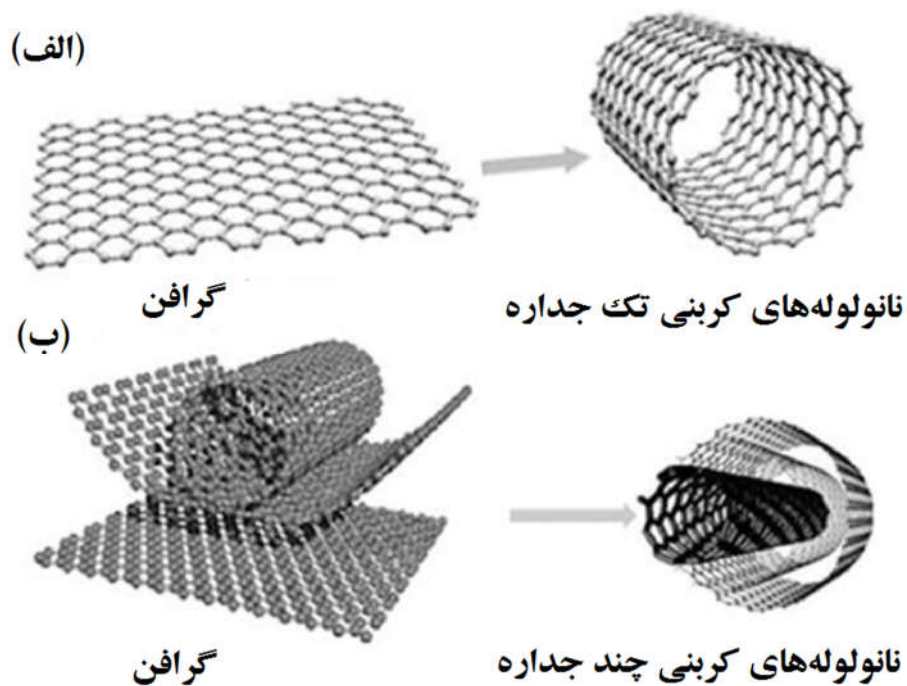 (الف)
گرافن
نانولوله‌های کربنی تک جداره
(ب)
گرافن
نانولوله‌های کربنی چند جداره